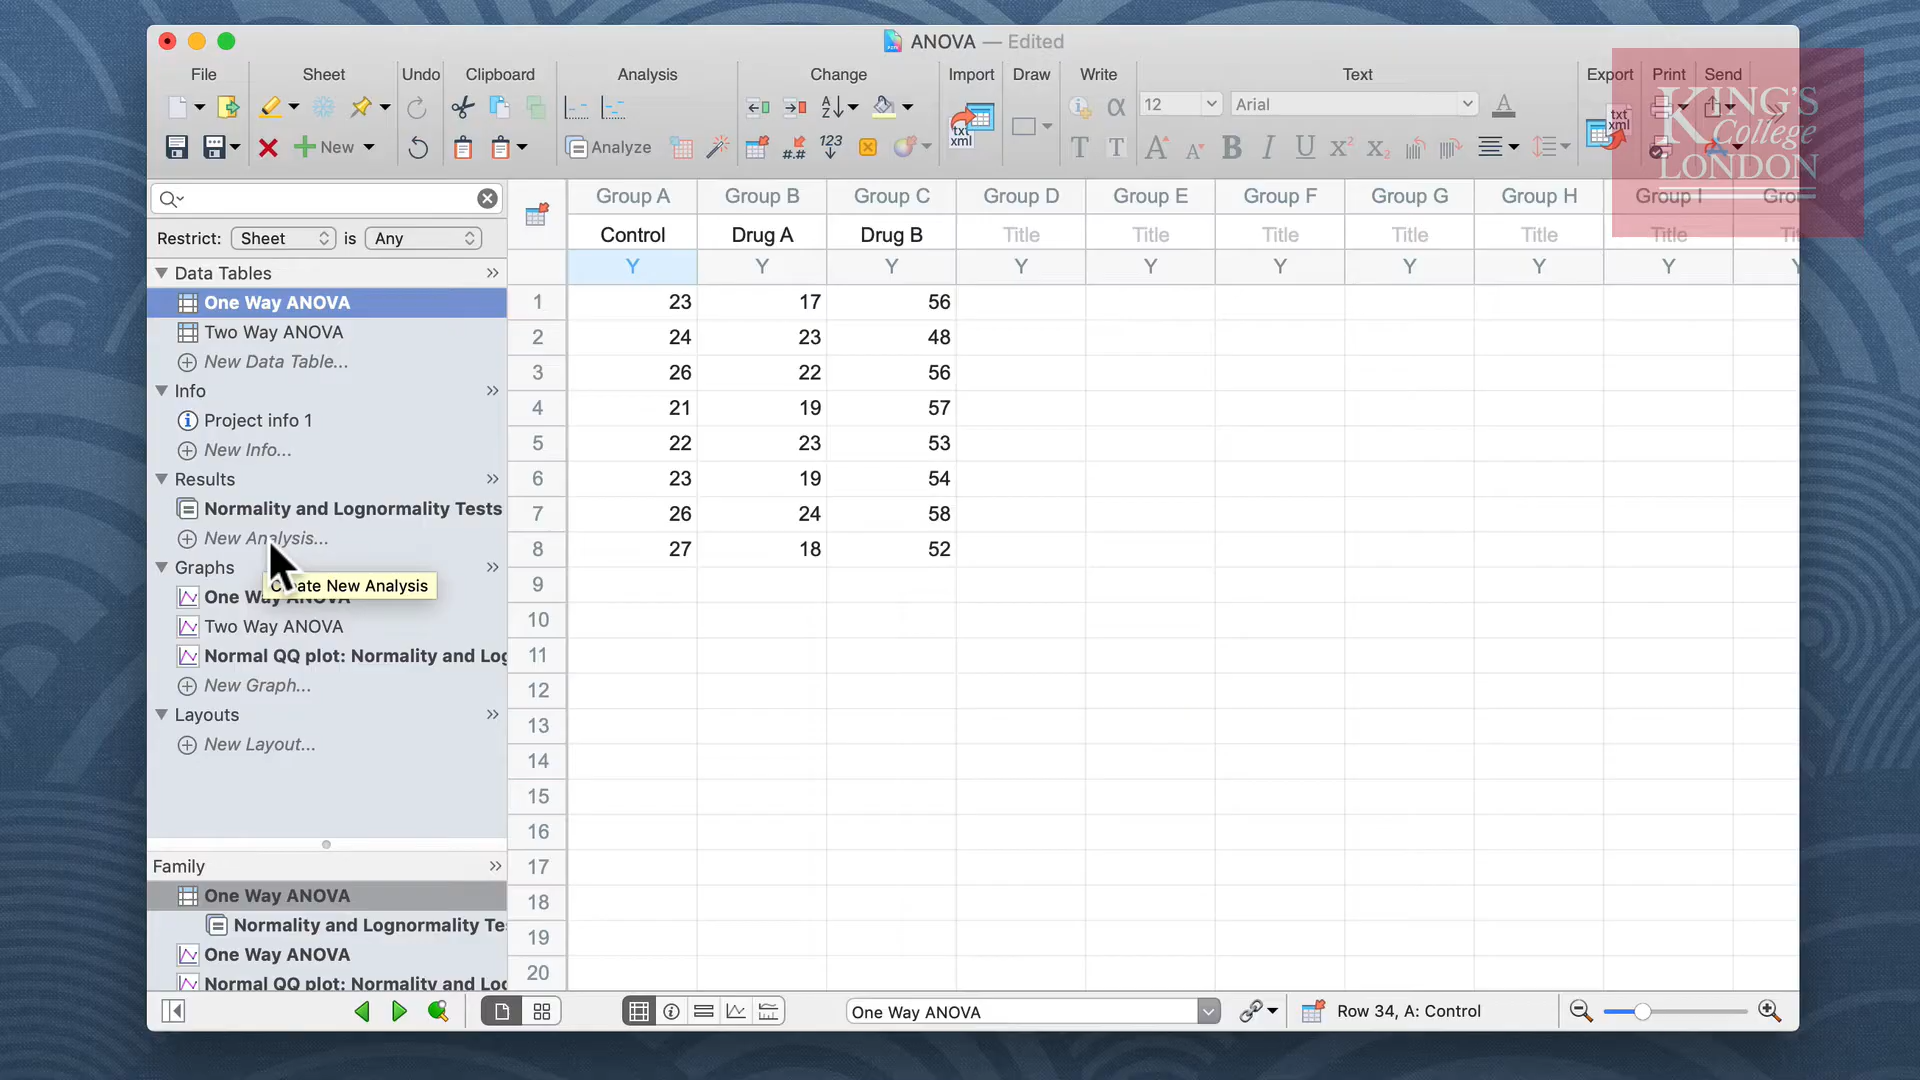 ANOVA — Edited
File Sheet Undo Clipboard Analysis Change Import Draw Write Text Export Print Send
12 Arial
New Analyze
KING'S
College
LONDON
Restrict: Sheet is Any
Data Tables
One Way ANOVA
Two Way ANOVA
New Data Table...
Info
Project info 1
New Info...
Results
Normality and Lognormality Tests
New Analysis...
Graphs
Create New Analysis
One Way ANOVA
Two Way ANOVA
Normal QQ plot: Normality and Log
New Graph...
Layouts
New Layout...
Family
One Way ANOVA
Normality and Lognormality Te
One Way ANOVA
Normal QQ plot: Normality and Log
Group A Group B Group C Group D Group E Group F Group G Group H Group I Gro
Control Drug A Drug B Title Title Title Title Title Title
Y Y Y Y Y Y Y Y Y Y
1 23 17 56
2 24 23 48
3 26 22 56
4 21 19 57
5 22 23 53
6 23 19 54
7 26 24 58
8 27 18 52
9
10
11
12
13
14
15
16
17
18
19
20
One Way ANOVA
Row 34, A: Control